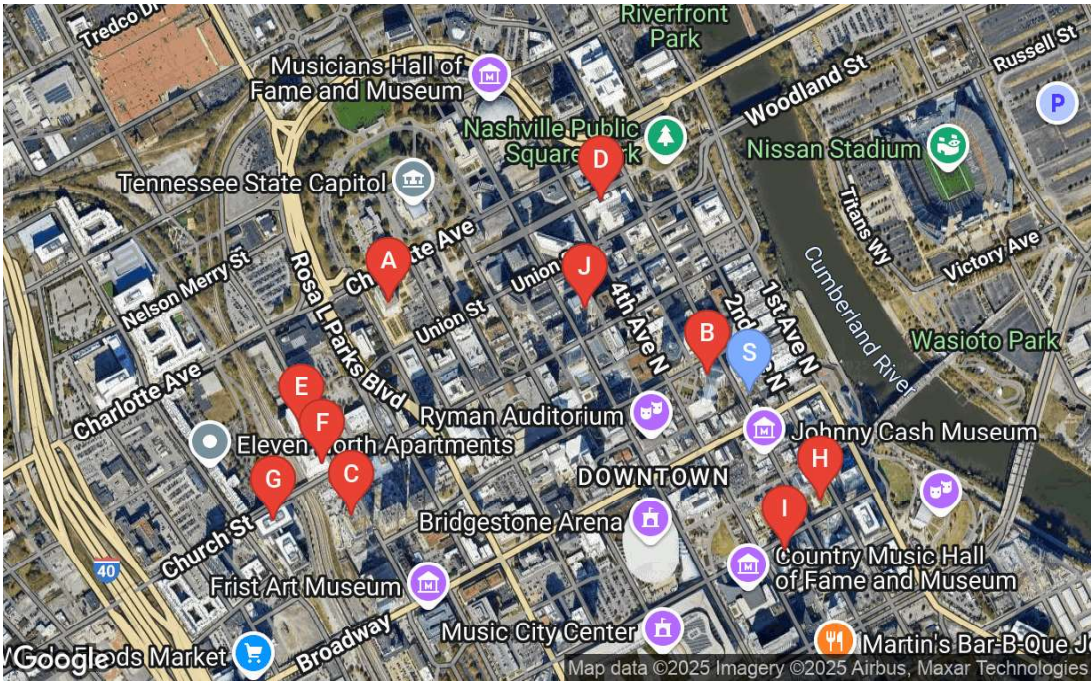 Tredco Dr
Riverfront
Park
Russell St
Musicians Hall of
Fame and Museum
Woodland St
P
Nashville Public
Square Park
D
Nissan Stadium
Tennessee State Capitol
Titans Wy
Victory Ave
Charlotte Ave
A
Nelson Merry St
Union St
J
Union St
4th Ave N
2nd Ave N
1st Ave N
Cumberland River
Rosa L Parks Blvd
B
S
Wasioto Park
Charlotte Ave
E
F
Ryman Auditorium
Eleven North Apartments
Johnny Cash Museum
G
C
DOWNTOWN
H
I
Bridgestone Arena
Church St
40
Country Music Hall
of Fame and Museum
Frist Art Museum
Music City Center
Broadway
Foods Market
Martin's Bar-B-Que Jo
Google
Map data ©2025 Imagery ©2025 Airbus, Maxar Technologies